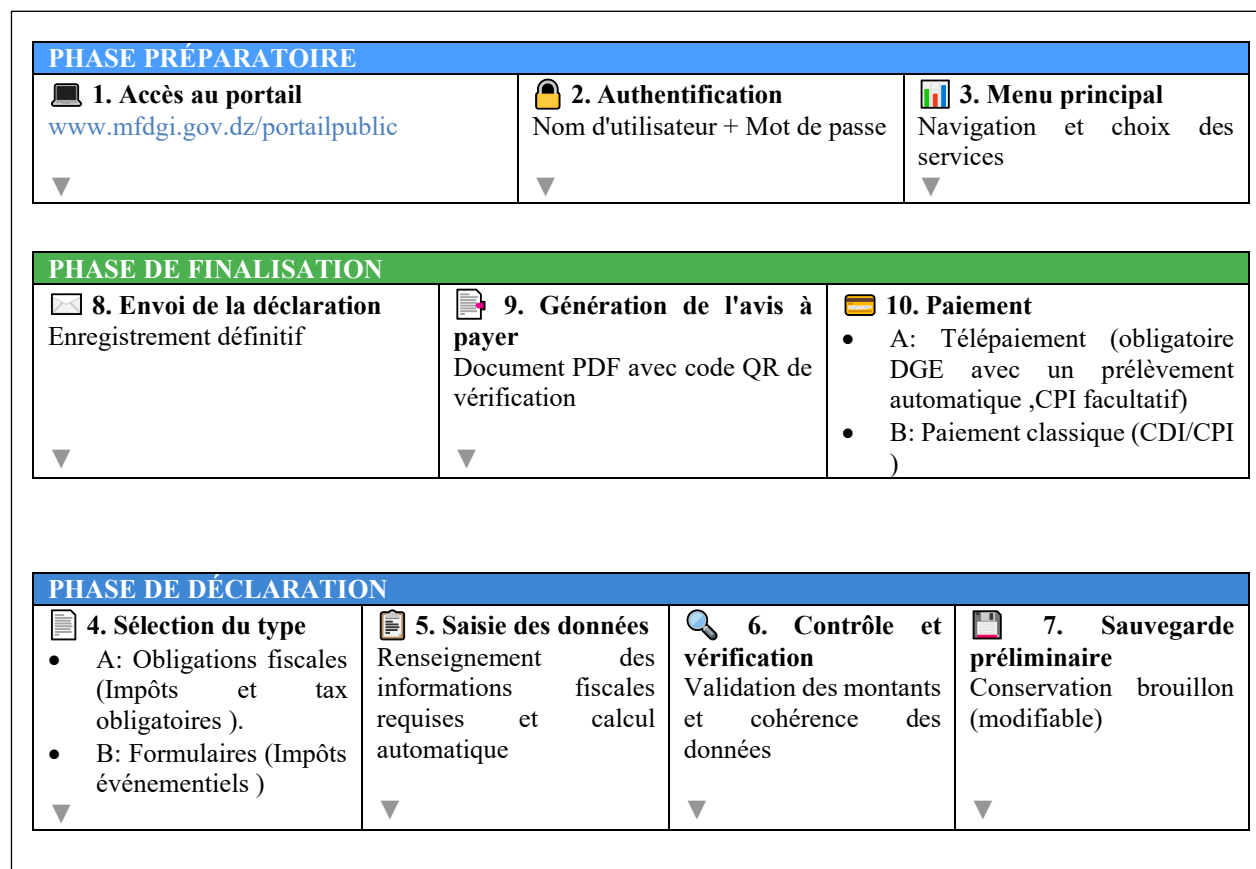 PHASE PRÉPARATOIRE
1. Accès au portail
www.mfdgi.gov.dz/portailpublic
2. Authentification
Nom d'utilisateur + Mot de passe
3. Menu principal
Navigation et choix des
services
PHASE DE FINALISATION
8. Envoi de la déclaration
Enregistrement définitif
9. Génération de l'avis à
payer
Document PDF avec code QR de
vérification
10. Paiement
• A: Télépaiement (obligatoire
DGE avec un prélèvement
automatique ,CPI facultatif)
• B: Paiement classique (CDI/CPI
)
PHASE DE DÉCLARATION
4. Sélection du type
• A: Obligations fiscales
(Impôts et tax
obligatoires ).
• B: Formulaires (Impôts
événementiels )
5. Saisie des données
Renseignement des
informations fiscales
requises et calcul
automatique
6. Contrôle et
vérification
Validation des montants
et cohérence des
données
7. Sauvegarde
préliminaire
Conservation brouillon
(modifiable)